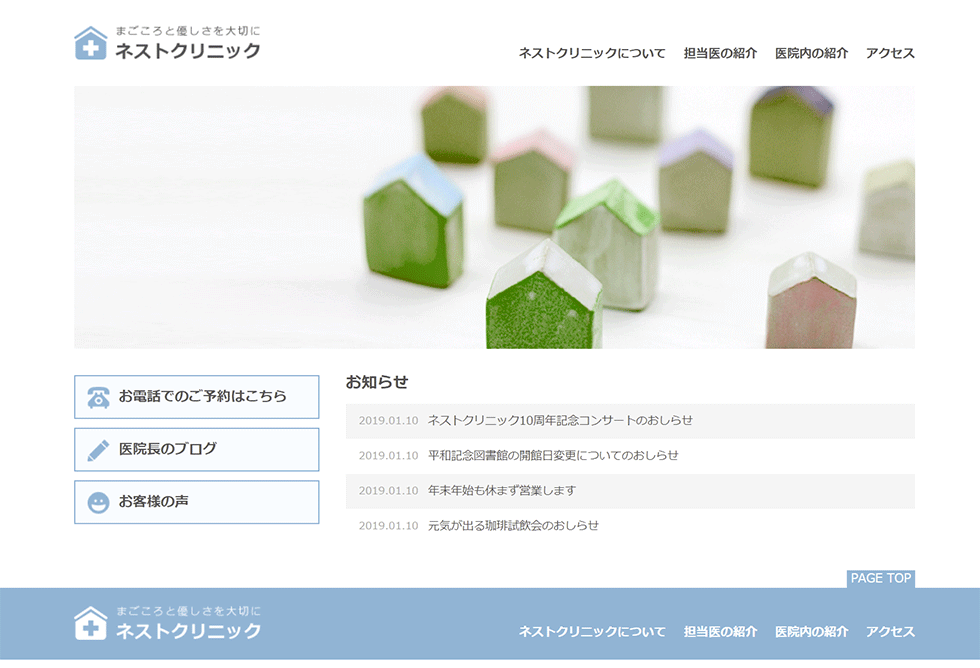 まごころと優しさを大切に
ネストクリニック
ネストクリニックについて 担当医の紹介 医院内の紹介 アクセス
お電話でのご予約はこちら
医院長のブログ
お客様の声
お知らせ
2019.01.10 ネストクリニック10周年記念コンサートのおしらせ
2019.01.10 平和記念図書館の開館日変更についてのおしらせ
2019.01.10 年末年始も休まず営業します
2019.01.10 元気が出る珈琲試飲会のおしらせ
PAGE TOP
まごころと優しさを大切に
ネストクリニック
ネストクリニックについて 担当医の紹介 医院内の紹介 アクセス